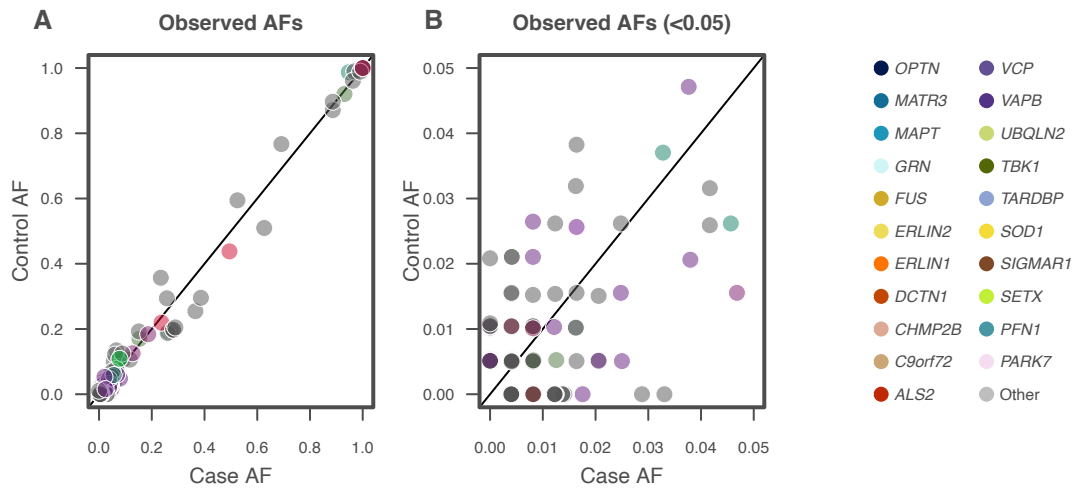 A Observed AFs
Control AF
1.0
0.8
0.6
0.4
0.2
0.0
0.0 0.2 0.4 0.6 0.8 1.0
Case AF
B Observed AFs (<0.05)
Control AF
0.05
0.04
0.03
0.02
0.01
0.00
0.00 0.01 0.02 0.03 0.04 0.05
Case AF
OPTN
MATR3
MAPT
GRN
FUS
ERLIN2
ERLIN1
DCTN1
CHMP2B
C9orf72
ALS2
VCP
VAPB
UBQLN2
TBK1
TARDBP
SOD1
SIGMAR1
SETX
PFN1
PARK7
Other